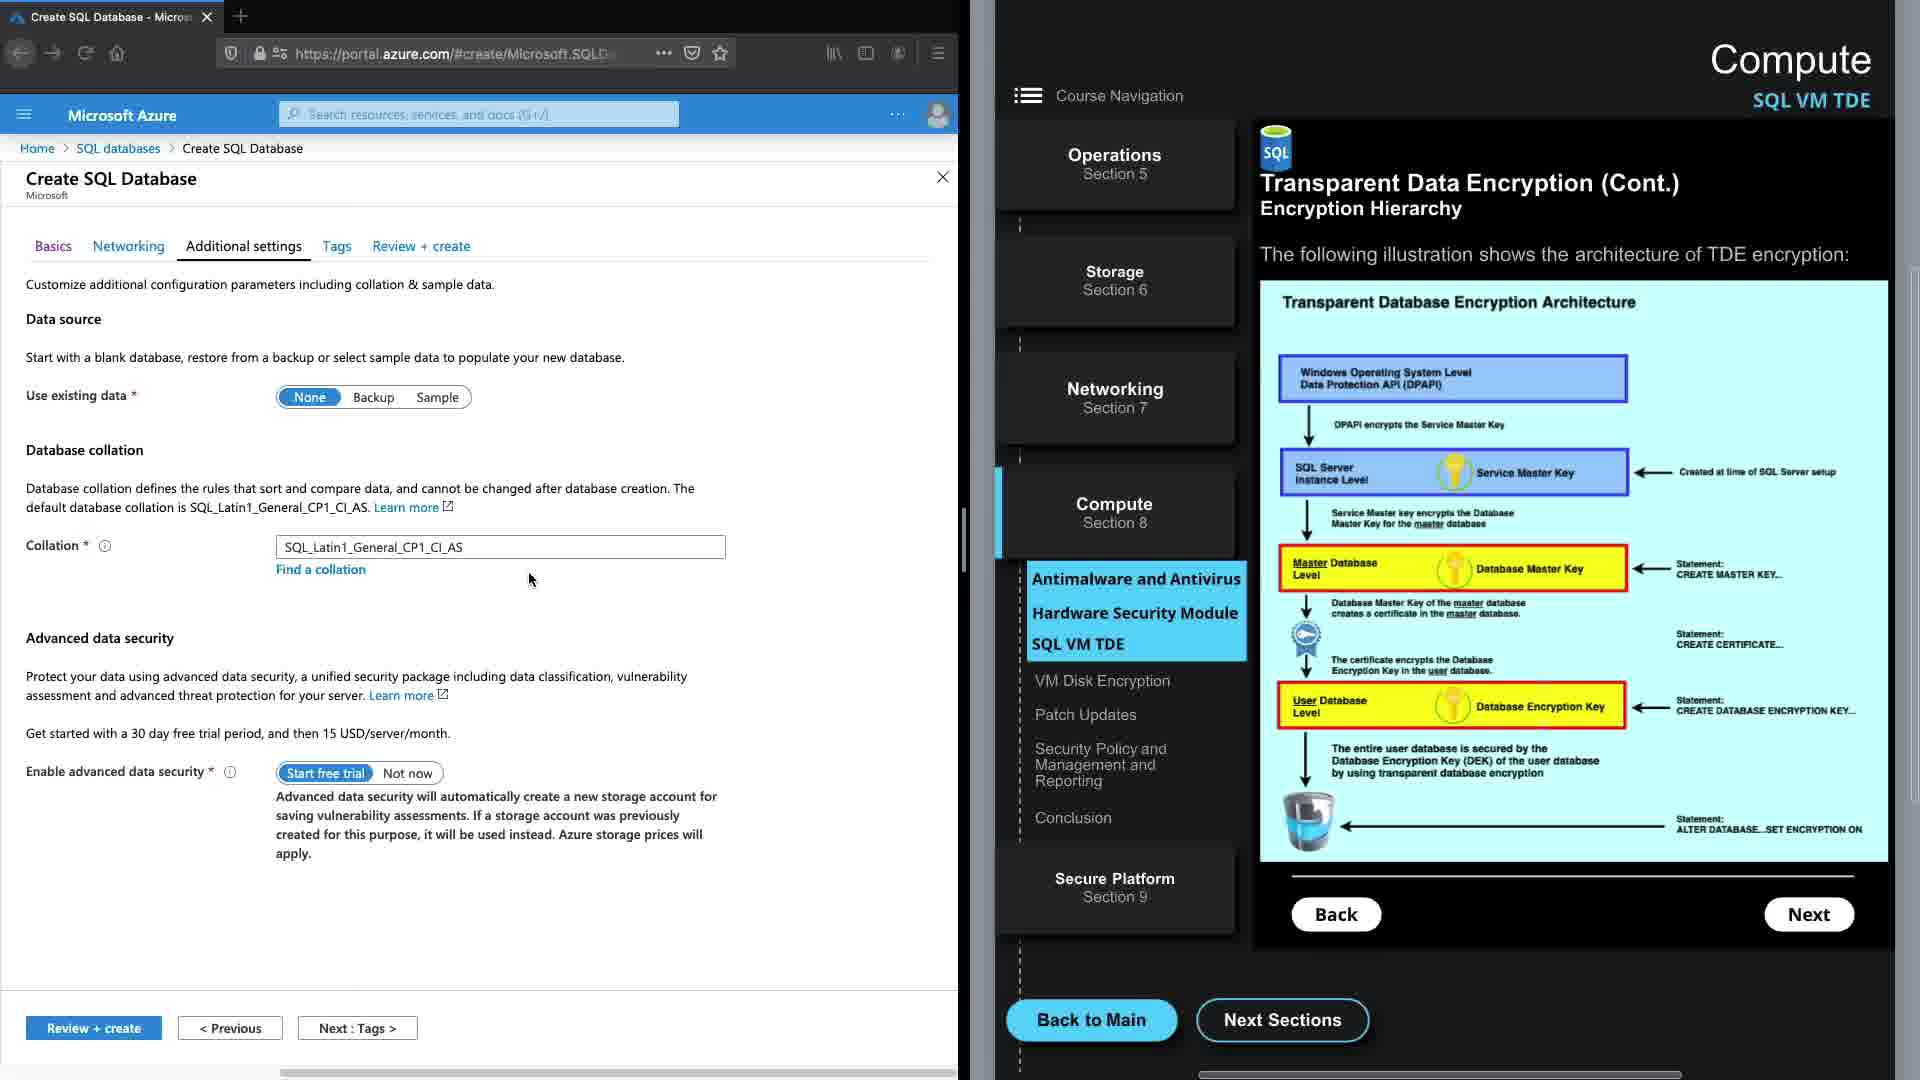 Create SQL Database - Micros
https://portal.azure.com/#create/Microsoft.SQLD
Microsoft Azure
Search resources, services, and docs (G+/)
Home > SQL databases > Create SQL Database
Create SQL Database
Microsoft
Basics
Networking
Additional settings
Tags
Review + create
Customize additional configuration parameters including collation & sample data.
Data source
Start with a blank database, restore from a backup or select sample data to populate your new database.
Use existing data *
None
Backup
Sample
Database collation
Database collation defines the rules that sort and compare data, and cannot be changed after database creation. The
default database collation is SQL_Latin1_General_CP1_CI_AS. Learn more
Collation *
SQL_Latin1_General_CP1_CI_AS
Find a collation
Advanced data security
Protect your data using advanced data security, a unified security package including data classification, vulnerability
assessment and advanced threat protection for your server. Learn more
Get started with a 30 day free trial period, and then 15 USD/server/month.
Enable advanced data security *
Start free trial
Not now
Advanced data security will automatically create a new storage account for
saving vulnerability assessments. If a storage account was previously
created for this purpose, it will be used instead. Azure storage prices will
apply.
Review + create
< Previous
Next : Tags >
Compute
SQL VM TDE
Course Navigation
Operations
Section 5
Storage
Section 6
Networking
Section 7
Compute
Section 8
Antimalware and Antivirus
Hardware Security Module
SQL VM TDE
VM Disk Encryption
Patch Updates
Security Policy and
Management and
Reporting
Conclusion
Secure Platform
Section 9
Back to Main
Next Sections
SQL
Transparent Data Encryption (Cont.)
Encryption Hierarchy
The following illustration shows the architecture of TDE encryption:
Transparent Database Encryption Architecture
Windows Operating System Level
Data Protection API (DPAPI)
DPAPI encrypts the Service Master Key
SQL Server
Instance Level
Service Master Key
Created at time of SQL Server setup
Service Master key encrypts the Database
Master Key for the master database
Master Database
Level
Database Master Key
Statement:
CREATE MASTER KEY...
Database Master Key of the master database
creates a certificate in the master database.
Statement:
CREATE CERTIFICATE...
The certificate encrypts the Database
Encryption Key in the user database.
User Database
Level
Database Encryption Key
Statement:
CREATE DATABASE ENCRYPTION KEY...
The entire user database is secured by the
Database Encryption Key (DEK) of the user database
by using transparent database encryption
Statement:
ALTER DATABASE...SET ENCRYPTION ON
Back
Next